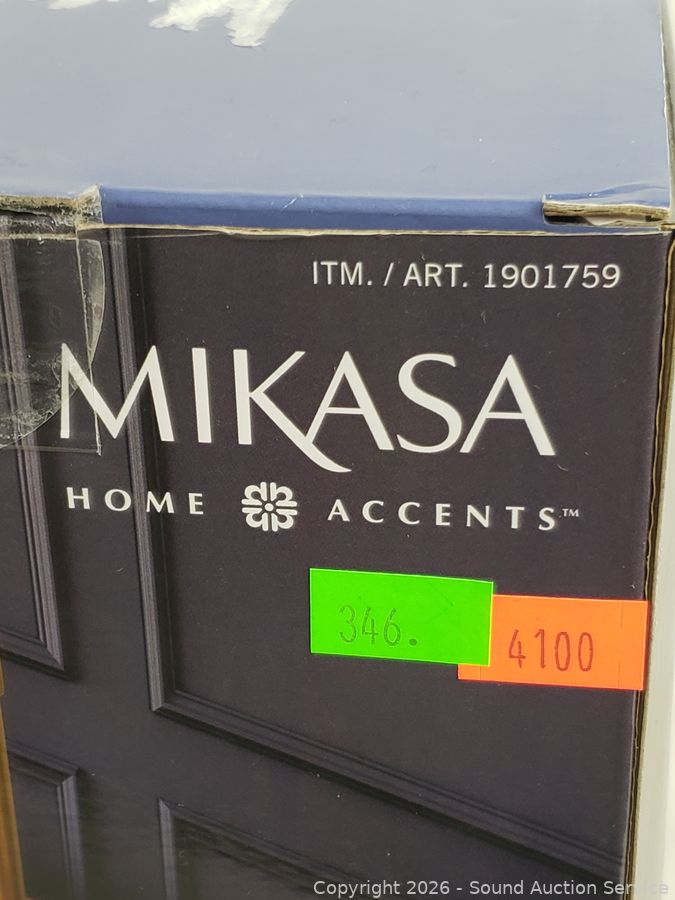 ITM. / ART. 1901759
MIKASA
HOME ACCENTS™
346.
4100
Copyright 2026 - Sound Auction Service